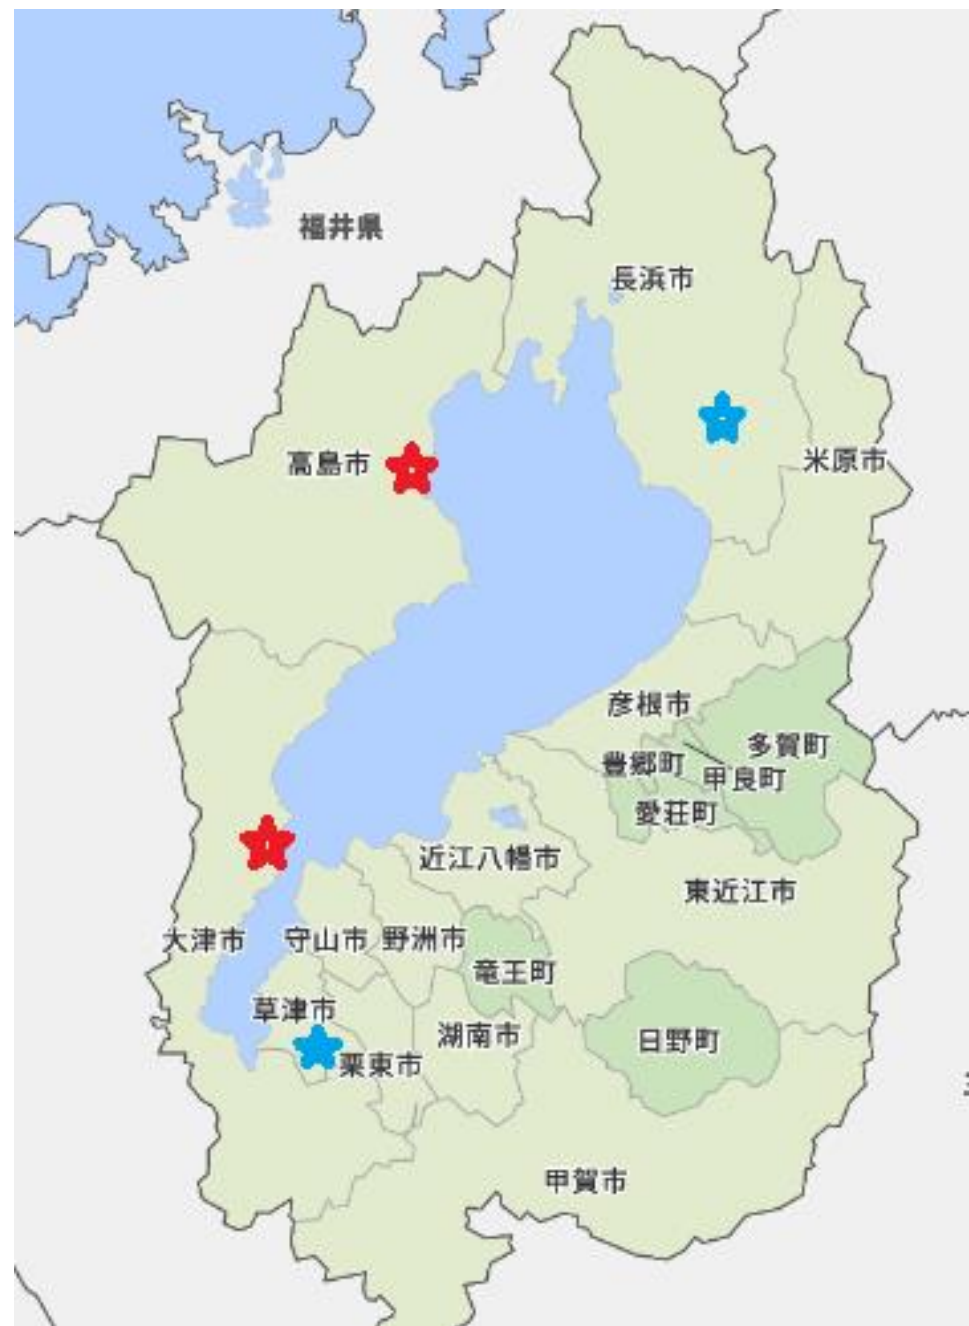 福井県
長浜市
高島市
米原市
彦根市
多賀町
豊郷町
甲良町
愛荘町
近江八幡市
東近江市
大津市
守山市
野洲市
竜王町
草津市
湖南市
日野町
栗東市
甲賀市